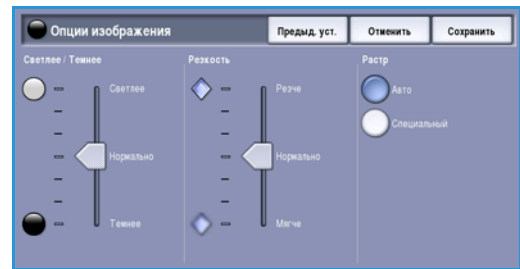 Опции изображения
Предыд. уст.
Отменить
Сохранить
Светлее / Темнее
Резкость
Растр
Светлее
Нормально
Темнее
Резче
Нормально
Мягче
Авто
Специальный